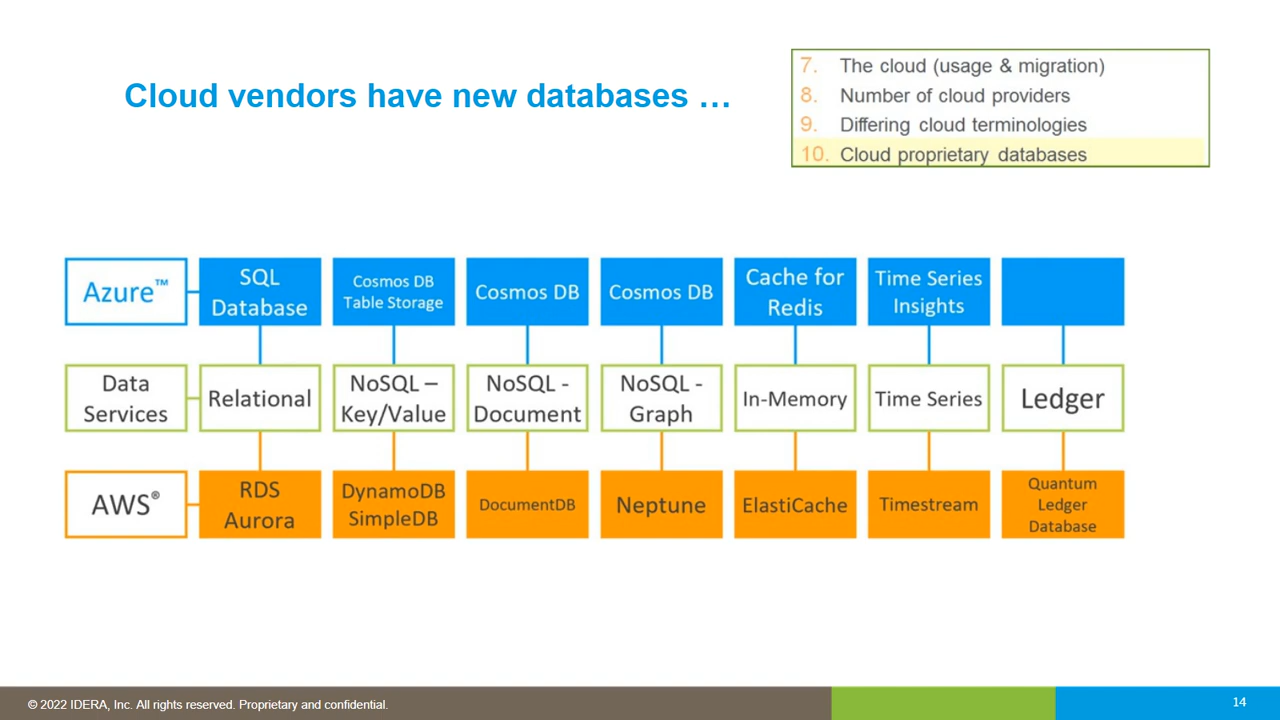 Cloud vendors have new databases …
7. The cloud (usage & migration)
8. Number of cloud providers
9. Differing cloud terminologies
10. Cloud proprietary databases
Azure™
SQL
Database
Cosmos DB
Table Storage
Cosmos DB
Cosmos DB
Cache for
Redis
Time Series
Insights
Data
Services
Relational
NoSQL –
Key/Value
NoSQL -
Document
NoSQL -
Graph
In-Memory
Time Series
Ledger
AWS®
RDS
Aurora
DynamoDB
SimpleDB
DocumentDB
Neptune
ElastiCache
Timestream
Quantum
Ledger
Database
© 2022 IDERA, Inc. All rights reserved. Proprietary and confidential.
14